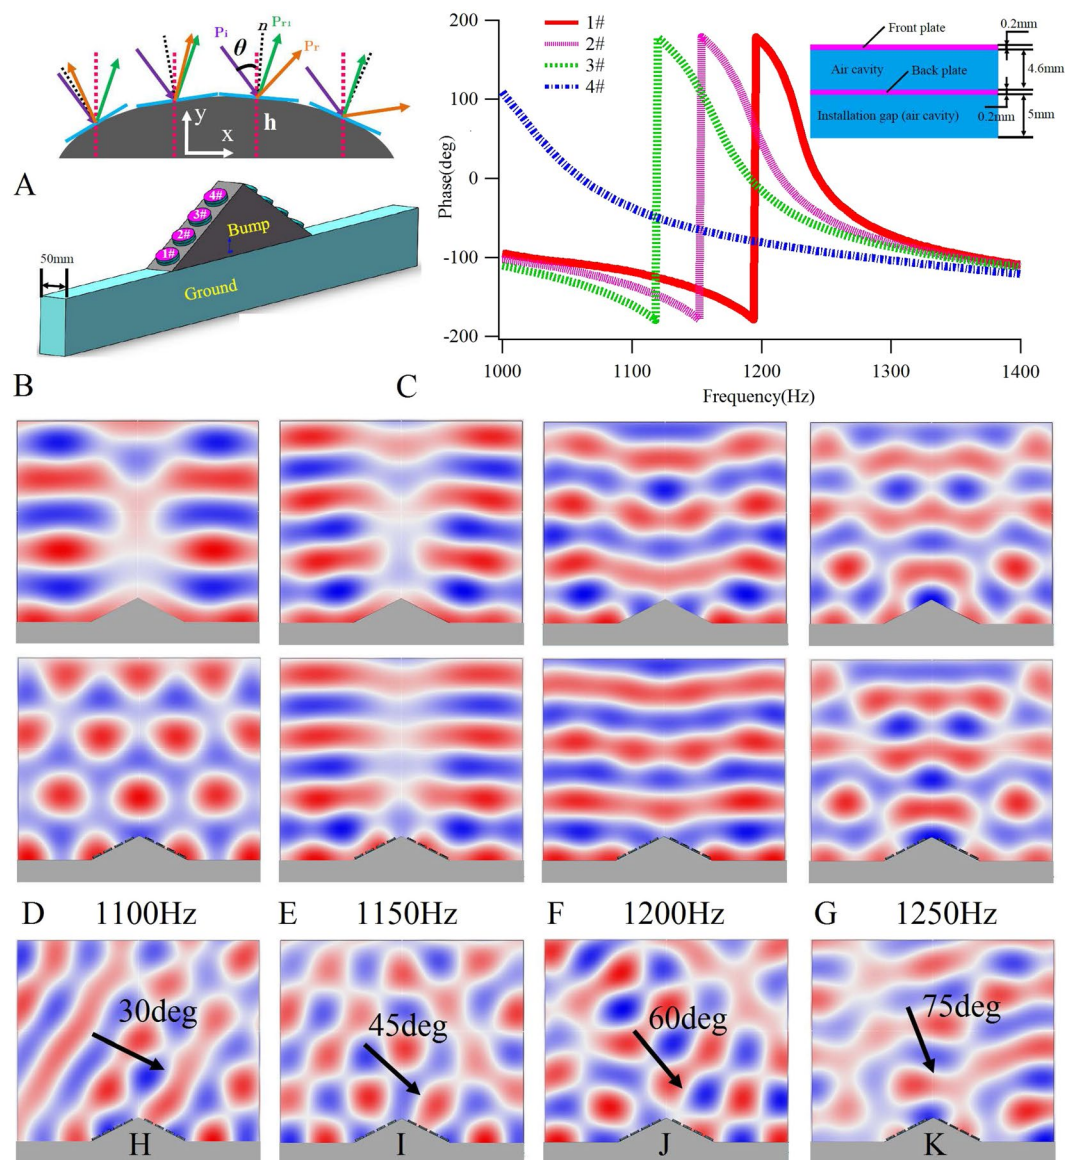 Pi
θ
n
Pr1
Pr
h
y
x
A
4#
3#
2#
1#
Bump
50mm
Ground
B
200
100
0
-100
-200
Phase(deg)
1#
2#
3#
4#
Front plate
0.2mm
Air cavity
4.6mm
Back plate
Installation gap (air cavity)
0.2mm
5mm
C
1000
1100
1200
1300
1400
Frequency(Hz)
D 1100Hz
E 1150Hz
F 1200Hz
G 1250Hz
30deg
45deg
60deg
75deg
H
I
J
K